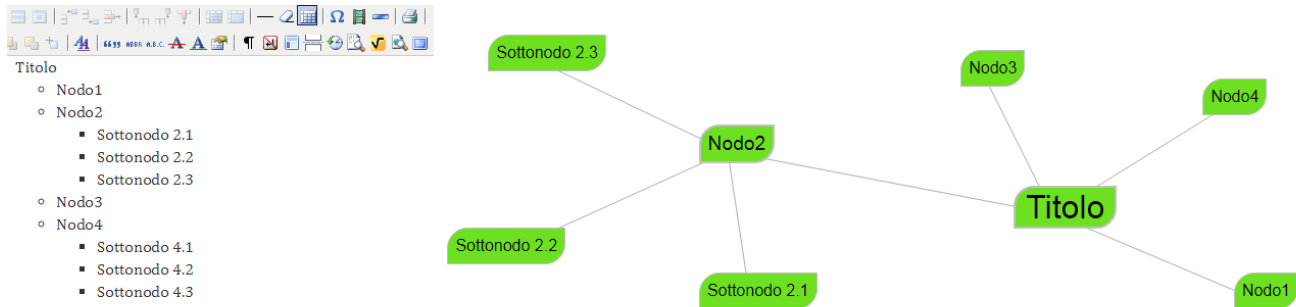 Titolo
Nodo1
Nodo2
Sottonodo 2.1
Sottonodo 2.2
Sottonodo 2.3
Nodo3
Nodo4
Sottonodo 4.1
Sottonodo 4.2
Sottonodo 4.3
Sottonodo 2.3
Nodo3
Nodo4
Nodo2
Titolo
Sottonodo 2.2
Sottonodo 2.1
Nodo1